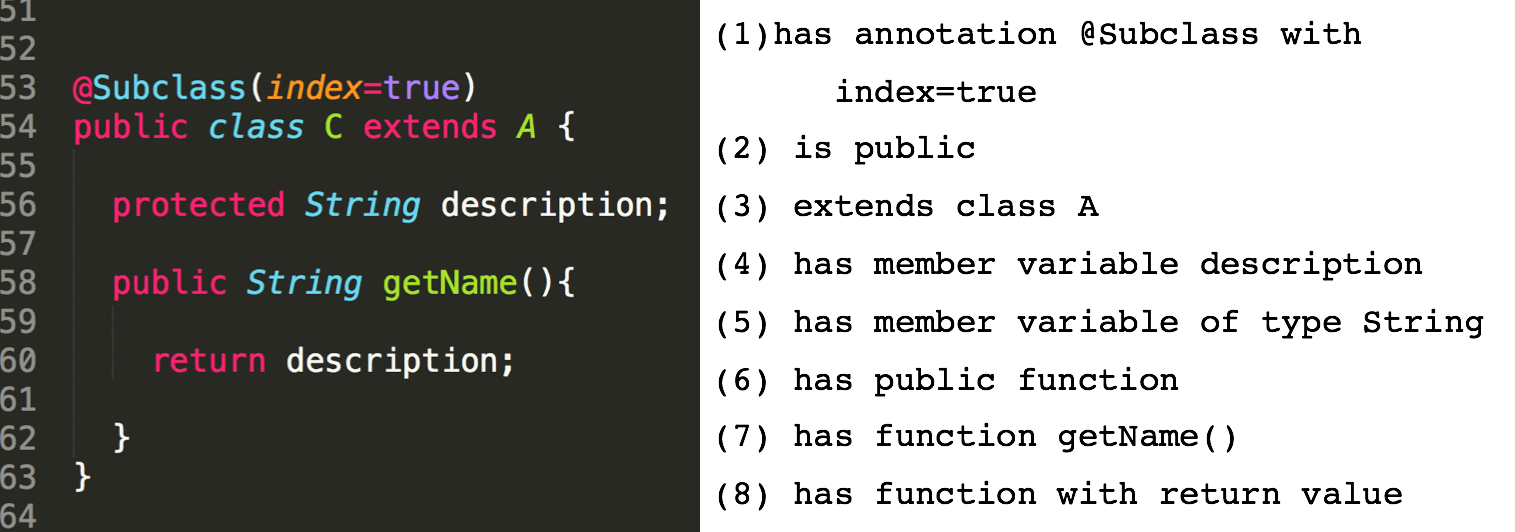 51
52
53 @Subclass(index=true)
54 public class C extends A {
55
56 protected String description;
57
58 public String getName(){
59
60 return description;
61
62 }
63 }
64
(1)has annotation @Subclass with
index=true
(2) is public
(3) extends class A
(4) has member variable description
(5) has member variable of type String
(6) has public function
(7) has function getName()
(8) has function with return value